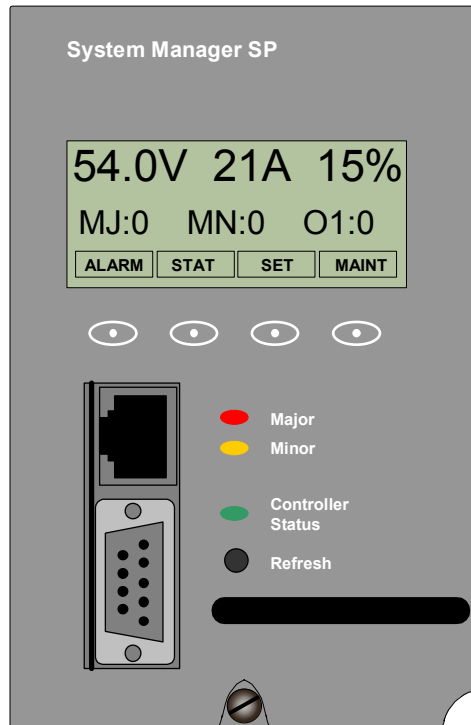 System Manager SP
54.0V 21A 15%
MJ:0 MN:0 O1:0
ALARM STAT SET MAINT
Major
Minor
Controller
Status
Refresh